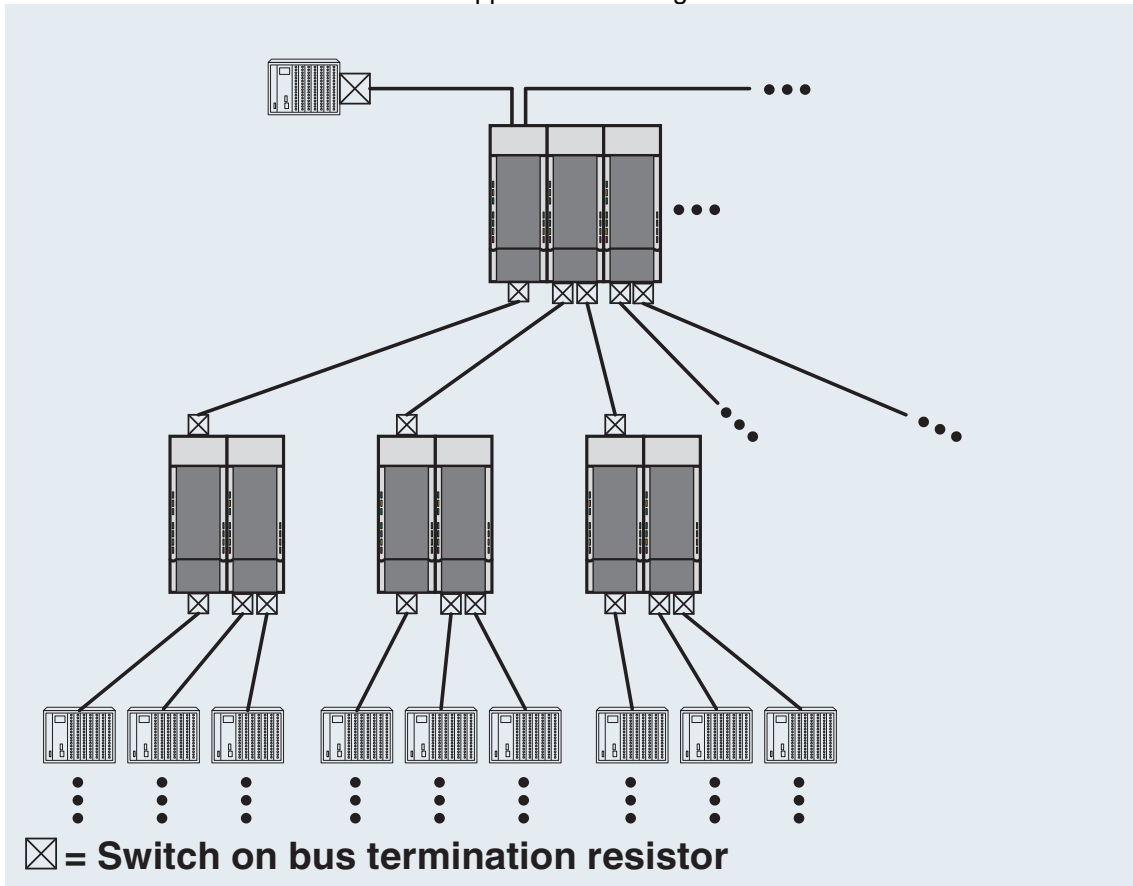 = Switch on bus termination resistor